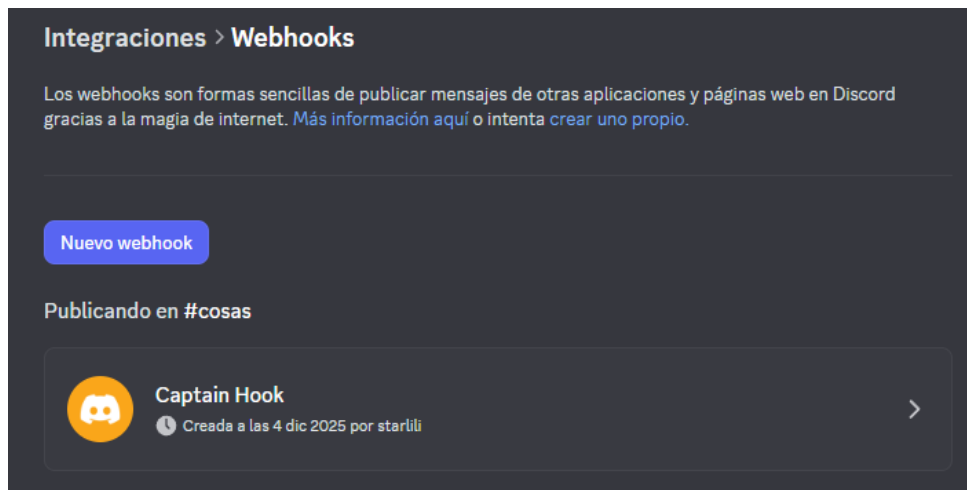 Integraciones > Webhooks
Los webhooks son formas sencillas de publicar mensajes de otras aplicaciones y páginas web en Discord
gracias a la magia de internet. Más información aquí o intenta crear uno propio.
Nuevo webhook
Publicando en #cosas
Captain Hook
Creada a las 4 dic 2025 por starlili